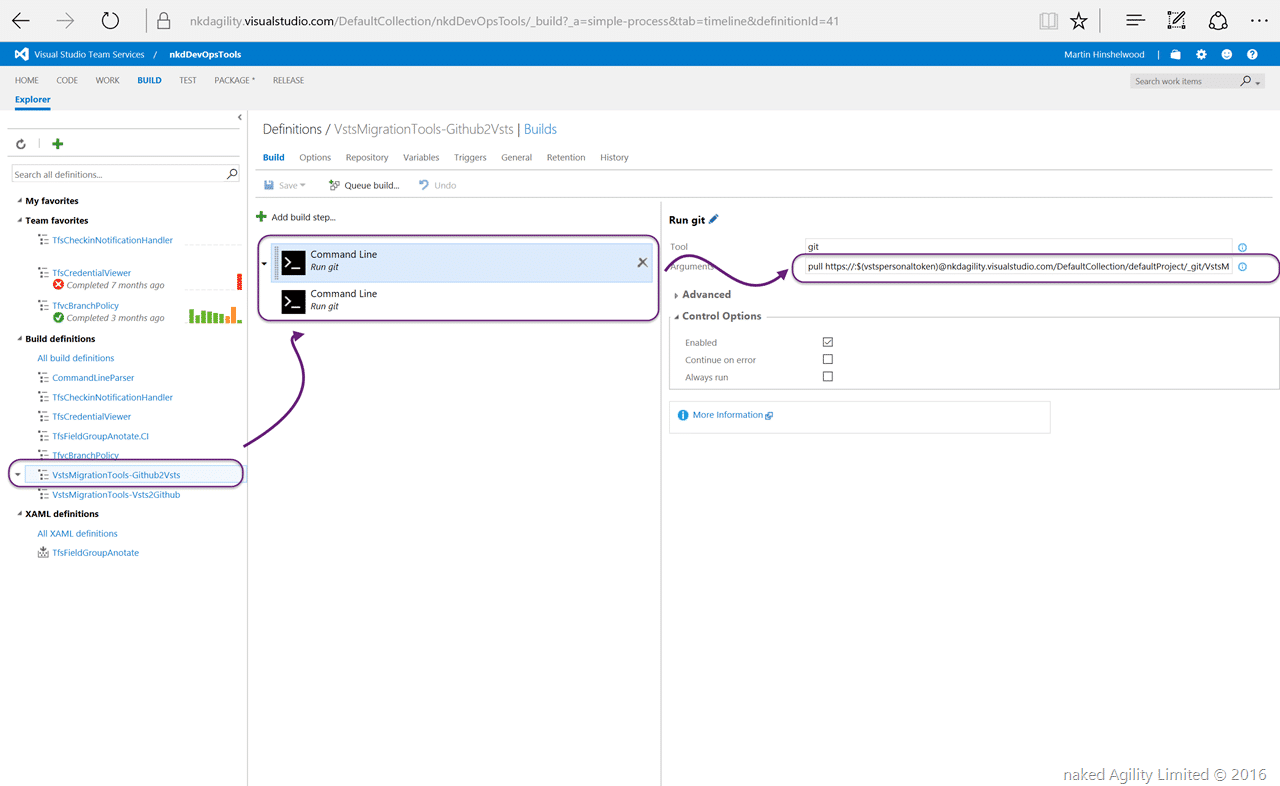 nkdagility.visualstudio.com/DefaultCollection/nkdDevOpsTools/_build?_a=simple-process&tab=timeline&definitionId=41
Visual Studio Team Services / nkdDevOpsTools
Martin Hinshelwood
HOME CODE WORK BUILD TEST PACKAGE * RELEASE
Search work items
Explorer
Search all definitions...
My favorites
Team favorites
TfsCheckinNotificationHandler
TfsCredentialViewer
Completed 7 months ago
TfvcBranchPolicy
Completed 3 months ago
Build definitions
All build definitions
CommandLineParser
TfsCheckinNotificationHandler
TfsCredentialViewer
TfsFieldGroupAnotate.CI
TfvcBranchPolicy
VstsMigrationTools-Github2Vsts
VstsMigrationTools-Vsts2Github
XAML definitions
All XAML definitions
TfsFieldGroupAnotate
Definitions / VstsMigrationTools-Github2Vsts | Builds
Build Options Repository Variables Triggers General Retention History
Save Queue build... Undo
Add build step...
Command Line
Run git
Command Line
Run git
Run git
Tool git
Arguments pull https://:$(vstspersonaltoken)@nkdagility.visualstudio.com/DefaultCollection/defaultProject/_git/VstsM
Advanced
Control Options
Enabled
Continue on error
Always run
More Information
naked Agility Limited © 2016